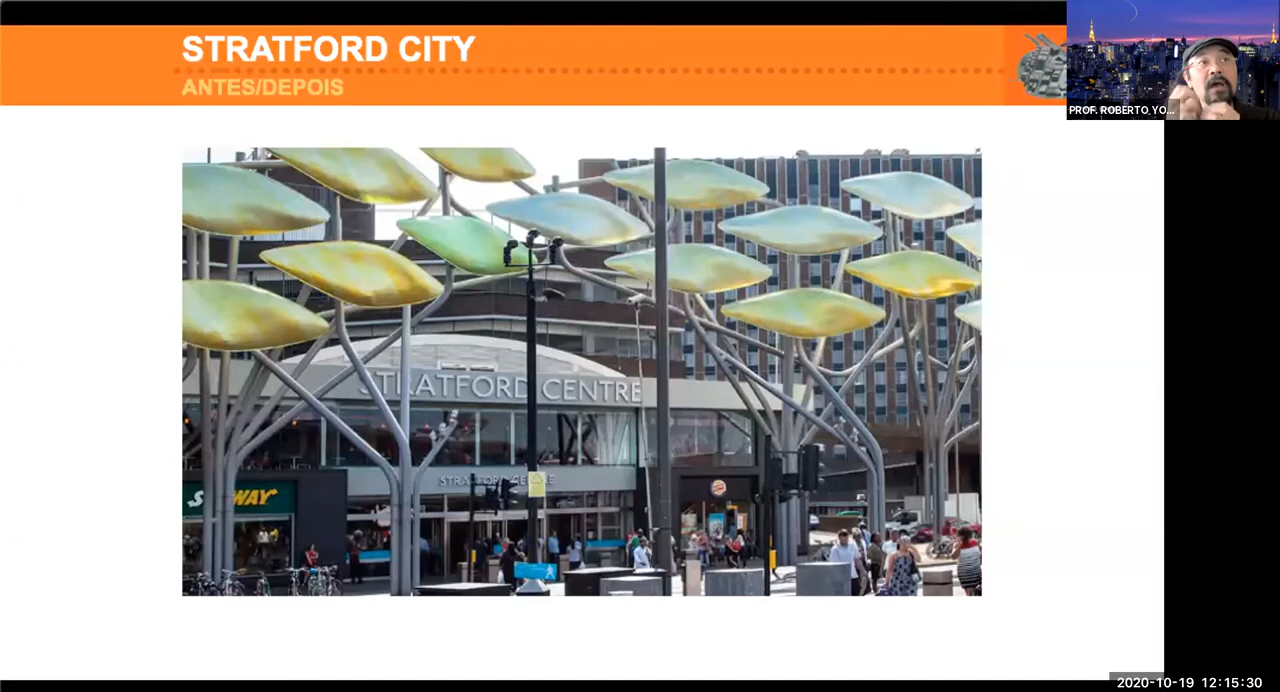 STRATFORD CITY
ANTES/DEPOIS
PROF. ROBERTO YO...
STRATFORD CENTRE
STRATFORD CENTRE
SUBWAY
2020-10-19 12:15:30